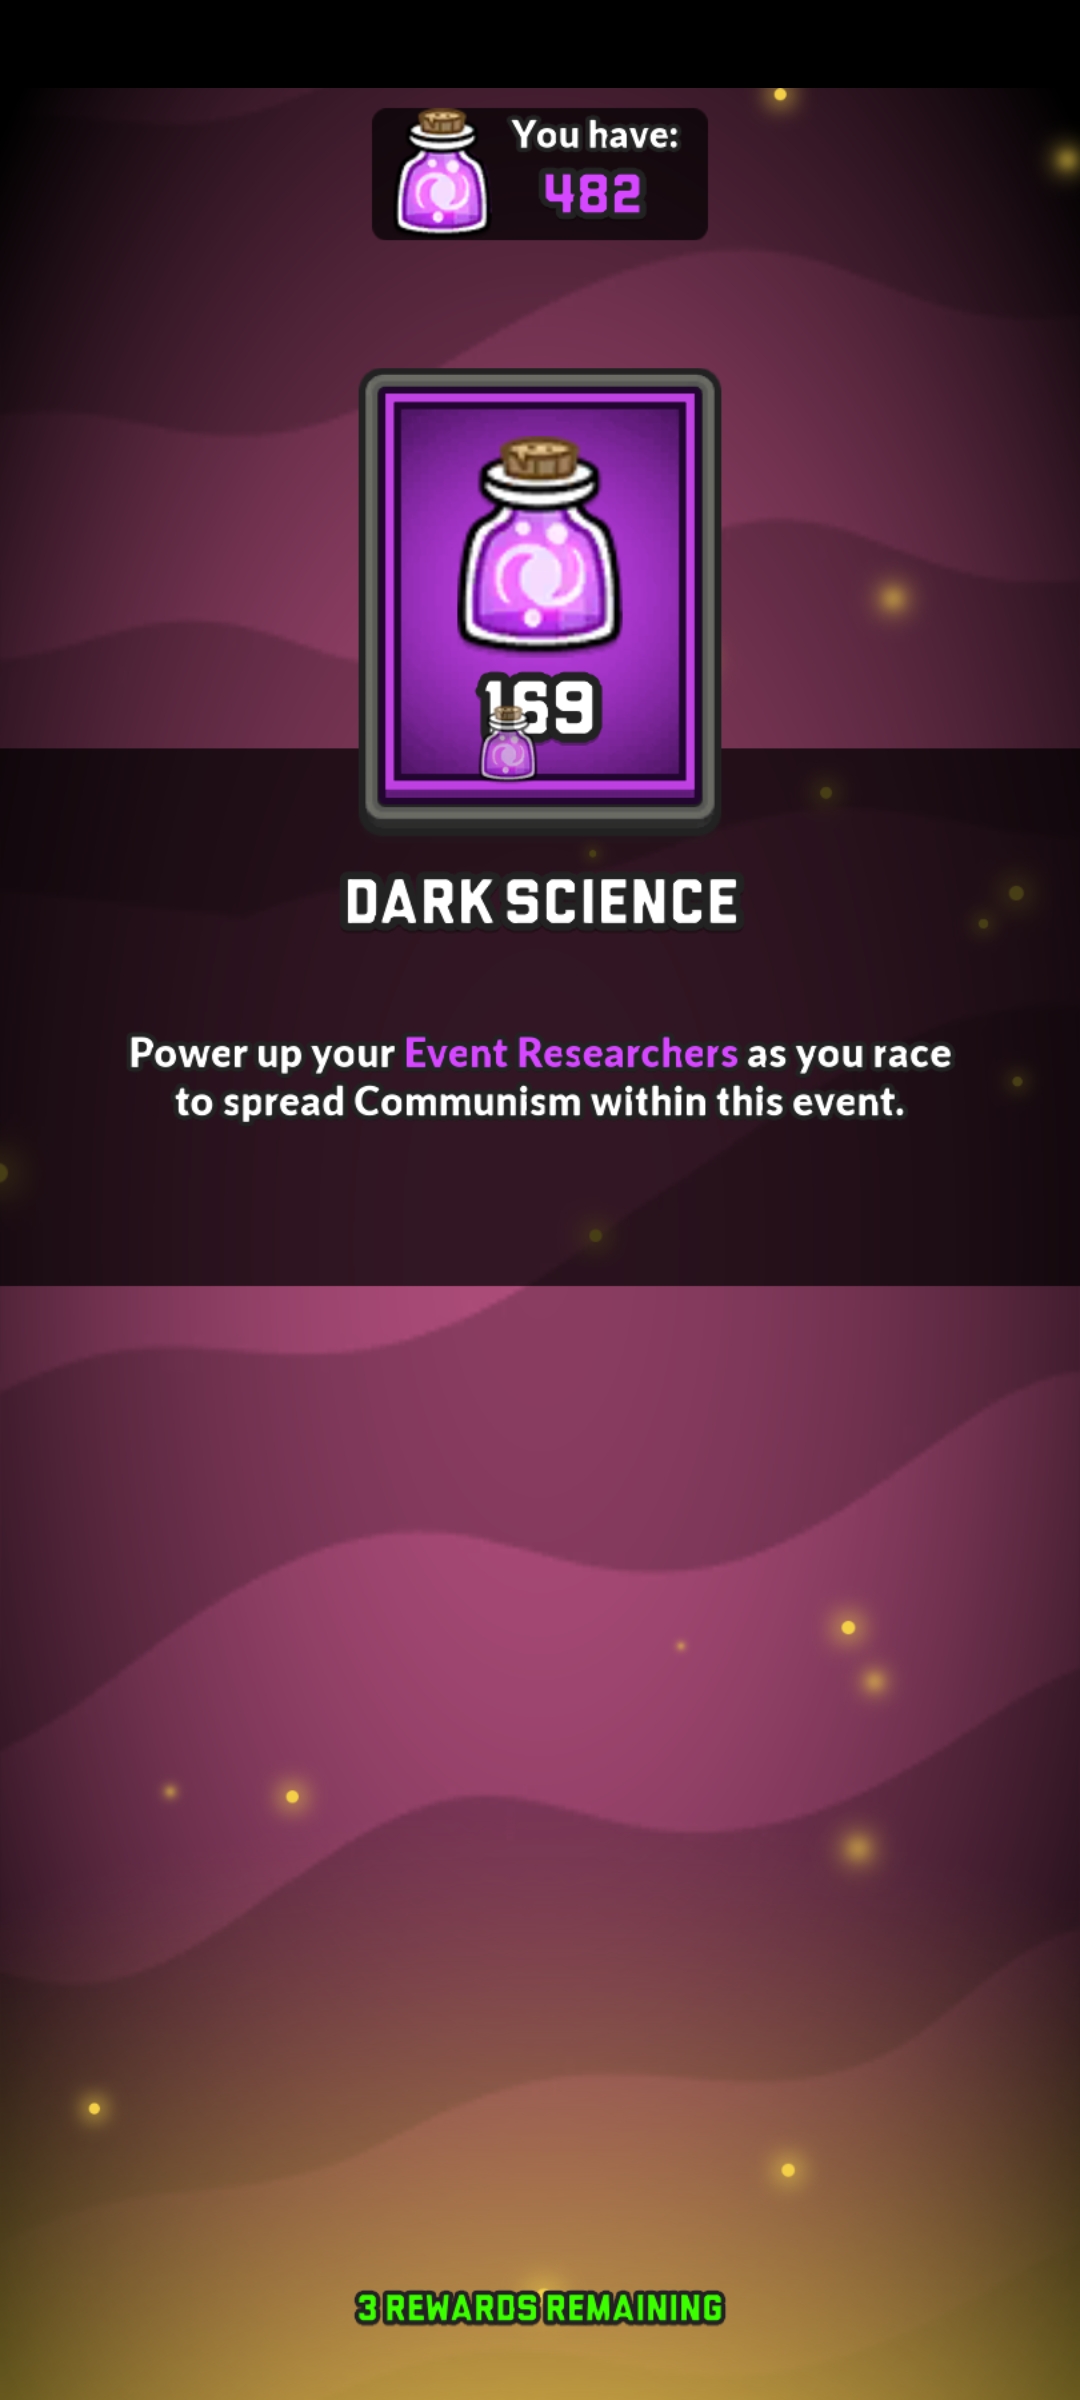 You have:
482
169
DARK SCIENCE
Power up your Event Researchers as you race
to spread Communism within this event.
3 REWARDS REMAINING